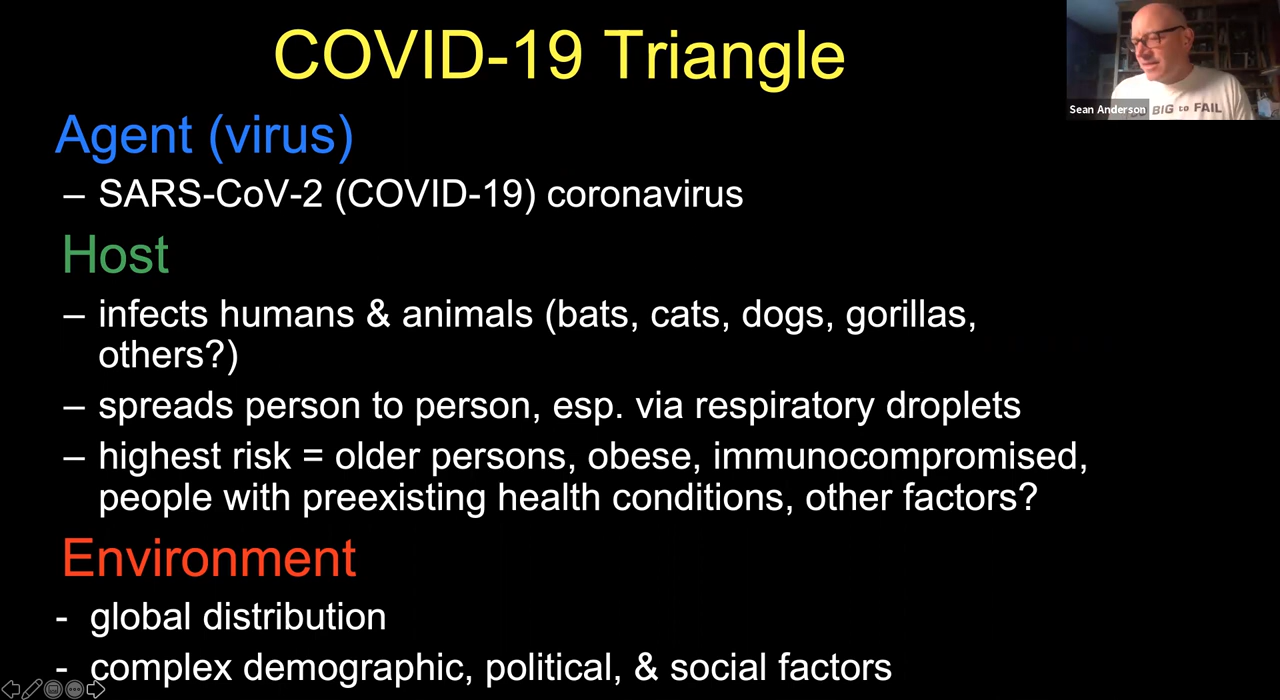 COVID-19 Triangle
Agent (virus)
– SARS-CoV-2 (COVID-19) coronavirus
Host
– infects humans & animals (bats, cats, dogs, gorillas,
others?)
– spreads person to person, esp. via respiratory droplets
– highest risk = older persons, obese, immunocompromised,
people with preexisting health conditions, other factors?
Environment
- global distribution
- complex demographic, political, & social factors
Sean Anderson
BIG to FAIL